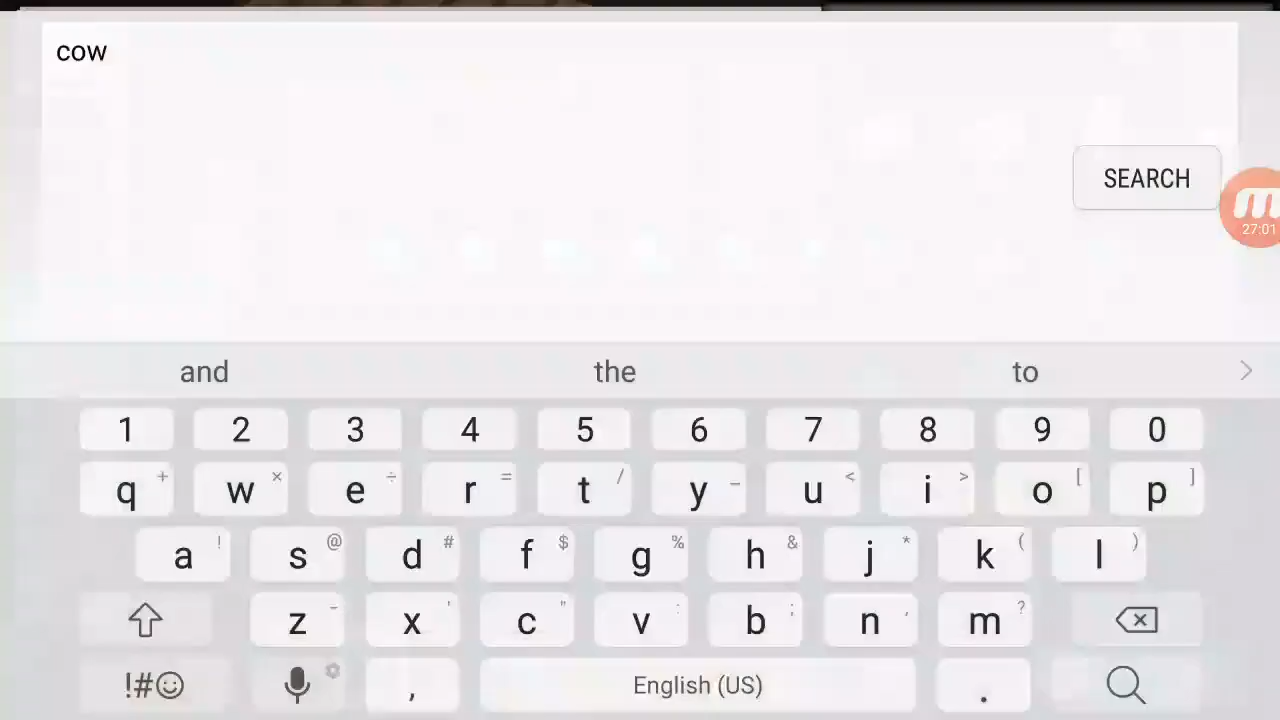 cow
SEARCH
27:01
and the to
1 2 3 4 5 6 7 8 9 0
q + w × e ÷ r = t / y _ u < i > o [ p ]
a ! s @ d # f $ g % h & j * k ( l )
z - x ' c " v : b ; n , m ?
!#☺ , English (US) .